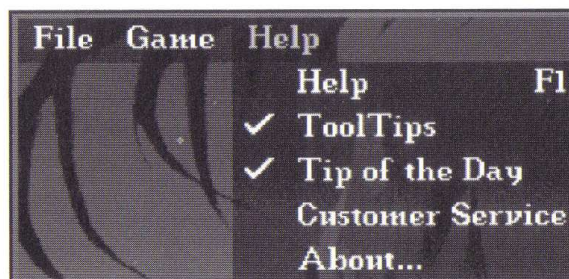 File Game Help
Help F1
✓ ToolTips
✓ Tip of the Day
Customer Service
About...